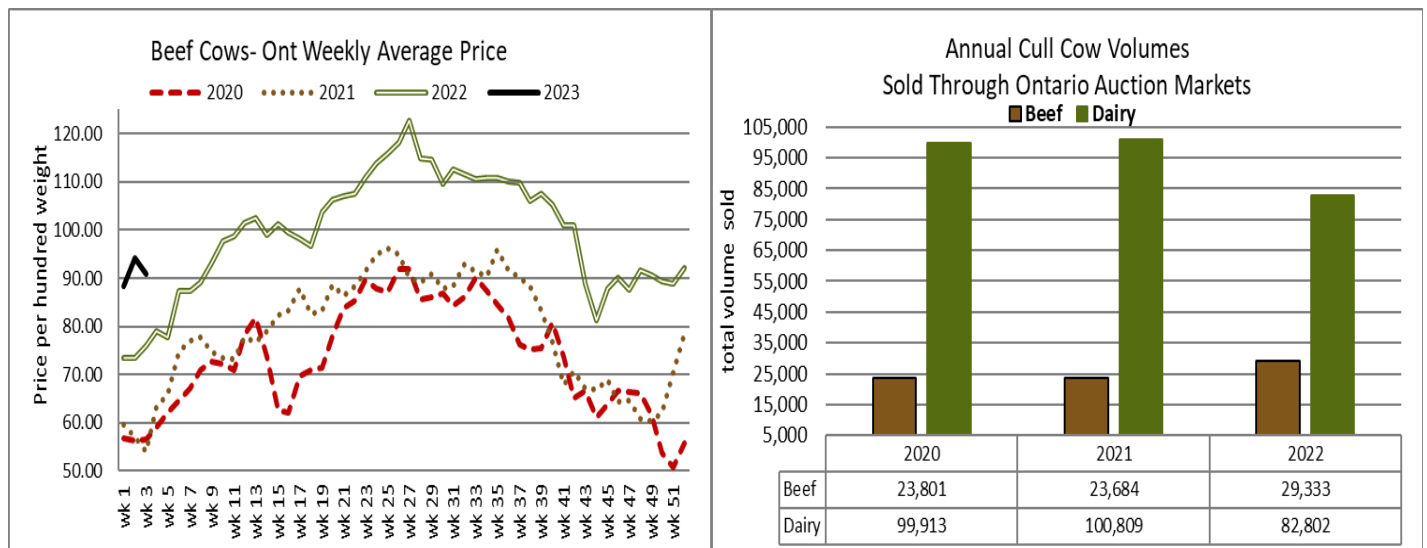 Beef Cows- Ont Weekly Average Price
2020 2021 2022 2023
Price per hundred weight
120.00
110.00
100.00
90.00
80.00
70.00
60.00
50.00
wk 1 wk 3 wk 5 wk 7 wk 9 wk 11 wk 13 wk 15 wk 17 wk 19 wk 21 wk 23 wk 25 wk 27 wk 29 wk 31 wk 33 wk 35 wk 37 wk 39 wk 41 wk 43 wk 45 wk 47 wk 49 wk 51
Annual Cull Cow Volumes
Sold Through Ontario Auction Markets
Beef Dairy
total volume sold
105,000
95,000
85,000
75,000
65,000
55,000
45,000
35,000
25,000
15,000
5,000
2020 2021 2022
Beef 23,801 23,684 29,333
Dairy 99,913 100,809 82,802